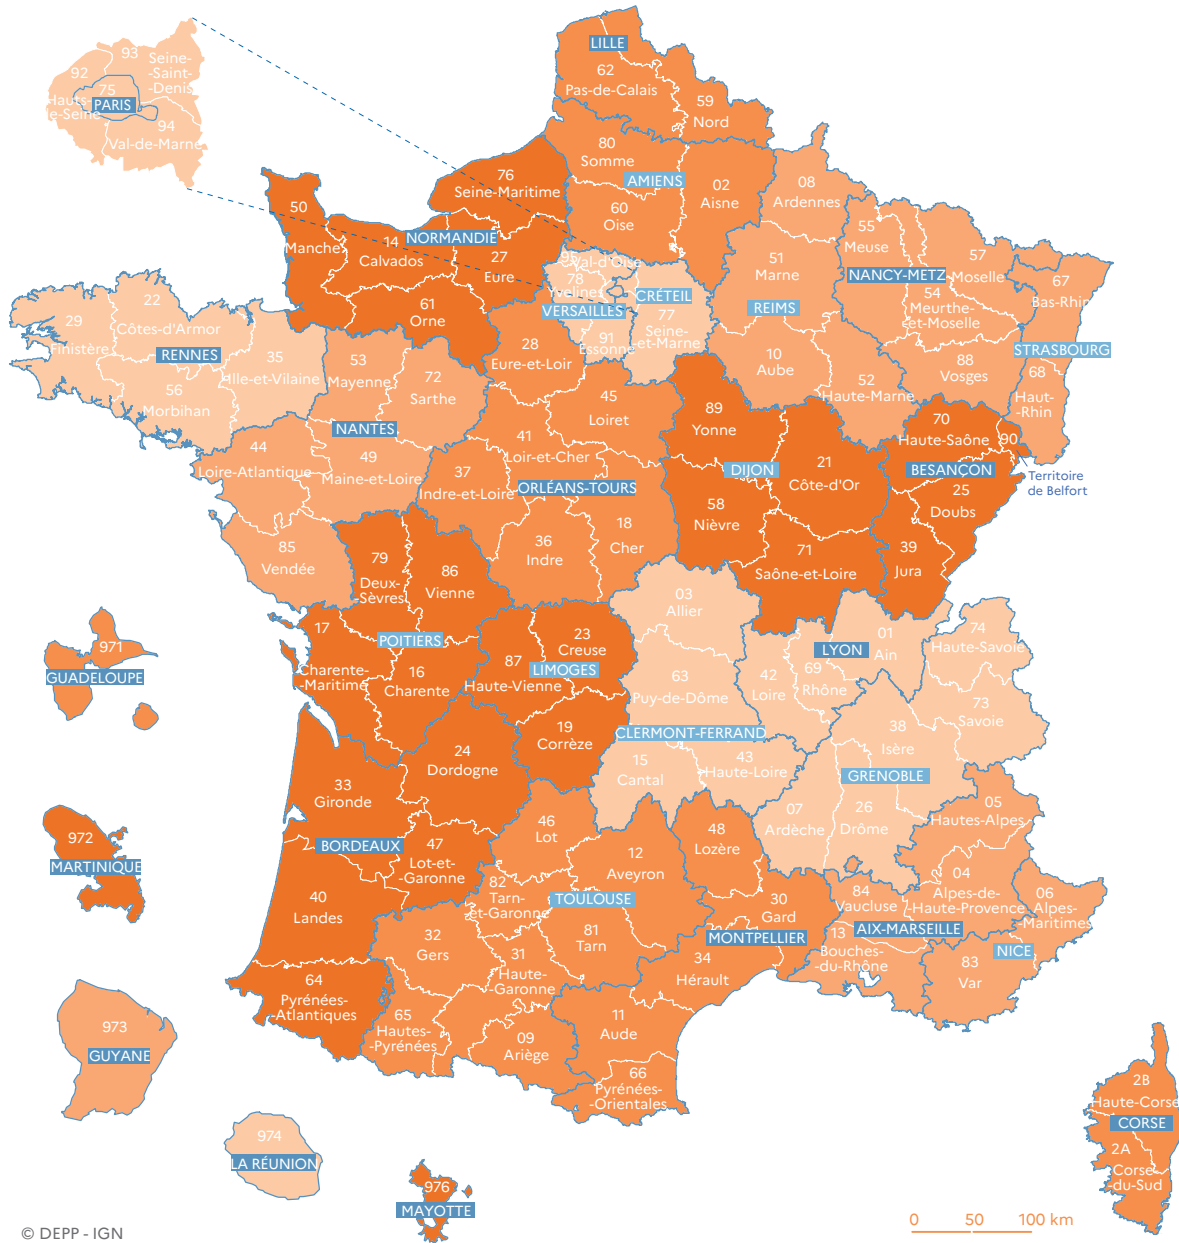 93
Seine-
-Saint-
-Denis
92
75
Hauts-
PARIS
e-Seine
94
Val-de-Marne
LILLE
62
Pas-de-Calais
59
Nord
80
Somme
AMIENS
60
Oise
02
Aisne
08
Ardennes
76
Seine-Maritime
50
Manche
14
Calvados
NORMANDIE
27
Eure
61
Orne
95
Val-d'Oise
78
Yvelines
VERSAILLES
91
Essonne
CRÉTEIL
77
Seine-
-et-Marne
51
Marne
REIMS
10
Aube
52
Haute-Marne
55
Meuse
NANCY-METZ
57
Moselle
54
Meurthe-
-et-Moselle
88
Vosges
67
Bas-Rhin
STRASBOURG
68
Haut-
-Rhin
29
Finistère
22
Côtes-d'Armor
RENNES
35
Ille-et-Vilaine
56
Morbihan
53
Mayenne
72
Sarthe
NANTES
44
Loire-Atlantique
49
Maine-et-Loire
85
Vendée
28
Eure-et-Loir
45
Loiret
41
Loir-et-Cher
37
Indre-et-Loire
ORLÉANS-TOURS
36
Indre
18
Cher
89
Yonne
DIJON
21
Côte-d'Or
58
Nièvre
71
Saône-et-Loire
70
Haute-Saône
90
BESANÇON
Territoire
de Belfort
25
Doubs
39
Jura
79
Deux-
-Sèvres
86
Vienne
17
Charente-
-Maritime
POITIERS
16
Charente
23
Creuse
87
Haute-Vienne
LIMOGES
19
Corrèze
03
Allier
63
Puy-de-Dôme
CLERMONT-FERRAND
15
Cantal
43
Haute-Loire
LYON
01
Ain
42
Loire
69
Rhône
74
Haute-Savoie
73
Savoie
38
Isère
GRENOBLE
07
Ardèche
26
Drôme
24
Dordogne
33
Gironde
BORDEAUX
47
Lot-et-
-Garonne
40
Landes
64
Pyrénées-
-Atlantiques
46
Lot
12
Aveyron
82
Tarn-
-et-Garonne
TOULOUSE
81
Tarn
32
Gers
31
Haute-
-Garonne
65
Hautes-
-Pyrénées
09
Ariège
48
Lozère
30
Gard
MONTPELLIER
34
Hérault
11
Aude
66
Pyrénées-
-Orientales
05
Hautes-Alpes
04
Alpes-de-
-Haute-Provence
84
Vaucluse
AIX-MARSEILLE
13
Bouches-
-du-Rhône
06
Alpes-
-Maritimes
NICE
83
Var
2B
Haute-Corse
CORSE
2A
Corse-
-du-Sud
971
GUADELOUPE
972
MARTINIQUE
973
GUYANE
974
LA RÉUNION
976
MAYOTTE
0 50 100 km
© DEPP - IGN